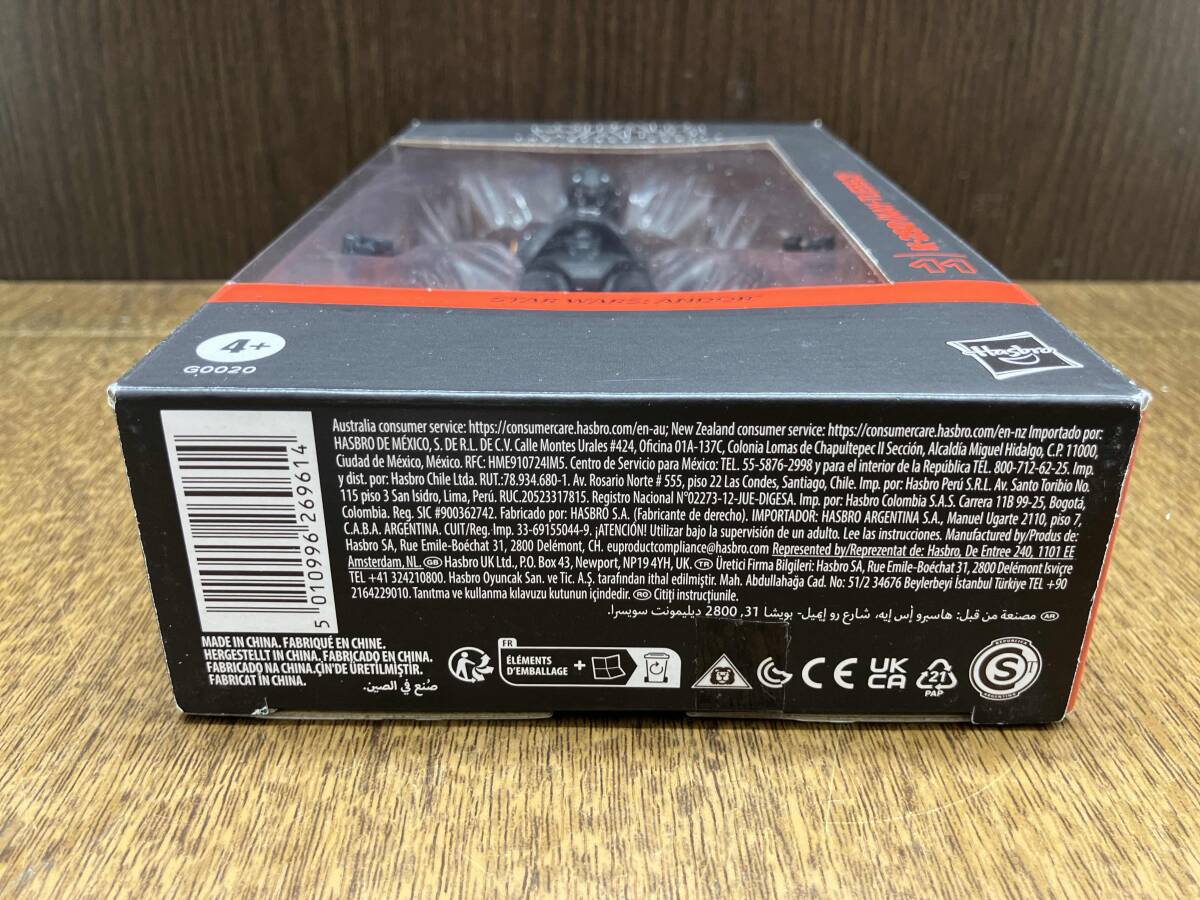 STAR WARS: ANDOR
4+
G0020
Hasbro
5 010996 269614
Australia consumer service: https://consumercare.hasbro.com/en-au; New Zealand consumer service: https://consumercare.hasbro.com/en-nz Importado por:
HASBRO DE MÉXICO, S. DE R.L. DE C.V. Calle Montes Urales #424, Oficina 01A-137C, Colonia Lomas de Chapultepec II Sección, Alcaldía Miguel Hidalgo, C.P. 11000,
Ciudad de México, México. RFC: HME910724IM5. Centro de Servicio para México: TEL. 55-5876-2998 y para el interior de la República TEL. 800-712-62-25. Imp.
y dist. por: Hasbro Chile Ltda. RUT.:78.934.680-1. Av. Rosario Norte # 555, piso 22 Las Condes, Santiago, Chile. Imp. por: Hasbro Perú S.R.L. Av. Santo Toribio No.
115 piso 3 San Isidro, Lima, Perú. RUC.20523317815. Registro Nacional N°02273-12-JUE-DIGESA. Imp. por: Hasbro Colombia S.A.S. Carrera 11B 99-25, Bogotá,
Colombia. Reg. SIC #900362742. Fabricado por: HASBRO S.A. (Fabricante de derecho). IMPORTADOR: HASBRO ARGENTINA S.A., Manuel Ugarte 2110, piso 7,
C.A.B.A. ARGENTINA. CUIT/Reg. Imp. 33-69155044-9. ¡ATENCIÓN! Utilizar bajo la supervisión de un adulto. Lee las instrucciones. Manufactured by/Produs de:
Hasbro SA, Rue Emile-Boéchat 31, 2800 Delémont, CH. euproductcompliance@hasbro.com Represented by/Reprezentat de: Hasbro, De Entree 240, 1101 EE
Amsterdam, NL. GB Hasbro UK Ltd., P.O. Box 43, Newport, NP19 4YH, UK. TR Üretici Firma Bilgileri: Hasbro SA, Rue Emile-Boéchat 31, 2800 Delémont İsviçre
TEL +41 324210800. Hasbro Oyuncak San. ve Tic. A.Ş. tarafından ithal edilmiştir. Mah. Abdullahağa Cad. No: 51/2 34676 Beylerbeyi İstanbul Türkiye TEL +90
2164229010. Tanıtma ve kullanma kılavuzu kutunun içindedir. RO Citiți instrucțiunile.
AR مصنعة من قبل: هاسبرو أس إيه، شارع رو إيميل- بويشا 31, 2800 ديليمونت سويسرا.
MADE IN CHINA. FABRIQUÉ EN CHINE.
HERGESTELLT IN CHINA. FABRICADO EN CHINA.
FABRICADO NA CHINA. ÇİN'DE ÜRETİLMİŞTİR.
FABRICAT ÎN CHINA.
صنع في الصين.
FR
ÉLÉMENTS
D'EMBALLAGE
+
CE
UK
CA
21
PAP
REPUBLICA
S
ARGENTINA